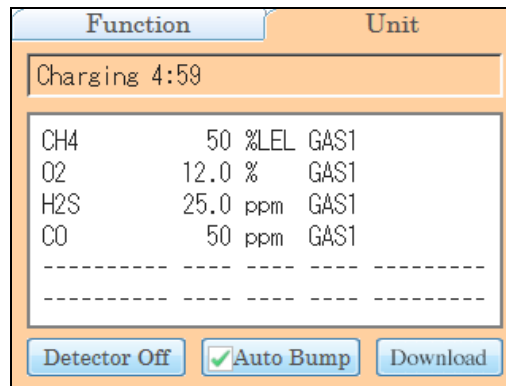 Function Unit
Charging 4:59
CH4 50 %LEL GAS1
O2 12.0 % GAS1
H2S 25.0 ppm GAS1
CO 50 ppm GAS1
---------- ---- ---- ---- ---------
---------- ---- ---- ---- ---------
Detector Off Auto Bump Download